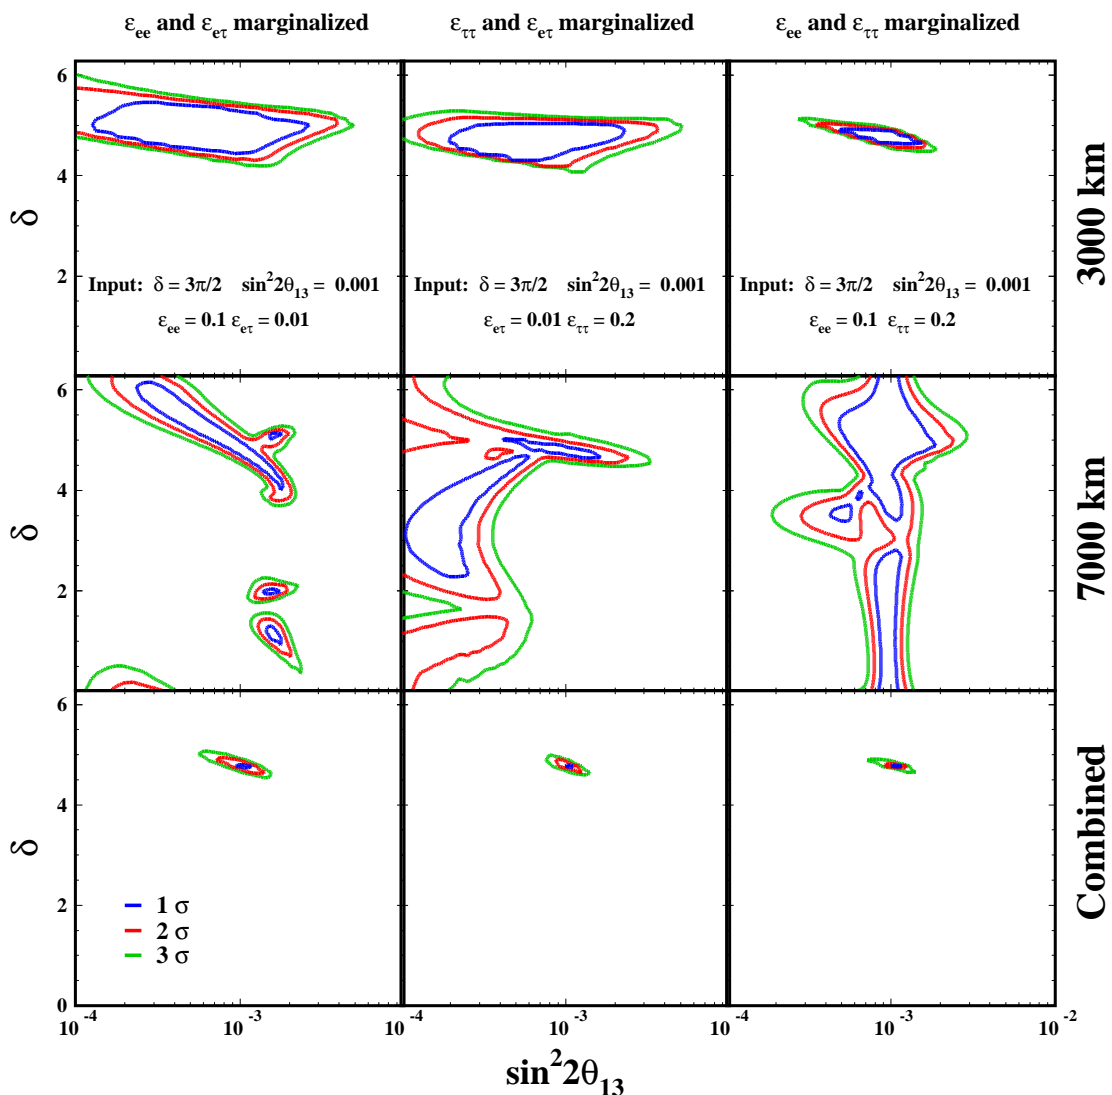 ε_ee and ε_eτ marginalized
ε_ττ and ε_eτ marginalized
ε_ee and ε_ττ marginalized
6
4
2
δ
Input: δ = 3π/2 sin²2θ₁₃ = 0.001
ε_ee = 0.1 ε_eτ = 0.01
Input: δ = 3π/2 sin²2θ₁₃ = 0.001
ε_eτ = 0.01 ε_ττ = 0.2
Input: δ = 3π/2 sin²2θ₁₃ = 0.001
ε_ee = 0.1 ε_ττ = 0.2
3000 km
6
4
2
δ
7000 km
6
4
2
0
δ
1 σ
2 σ
3 σ
Combined
10⁻⁴ 10⁻³ 10⁻⁴ 10⁻³ 10⁻⁴ 10⁻³ 10⁻²
sin²2θ₁₃